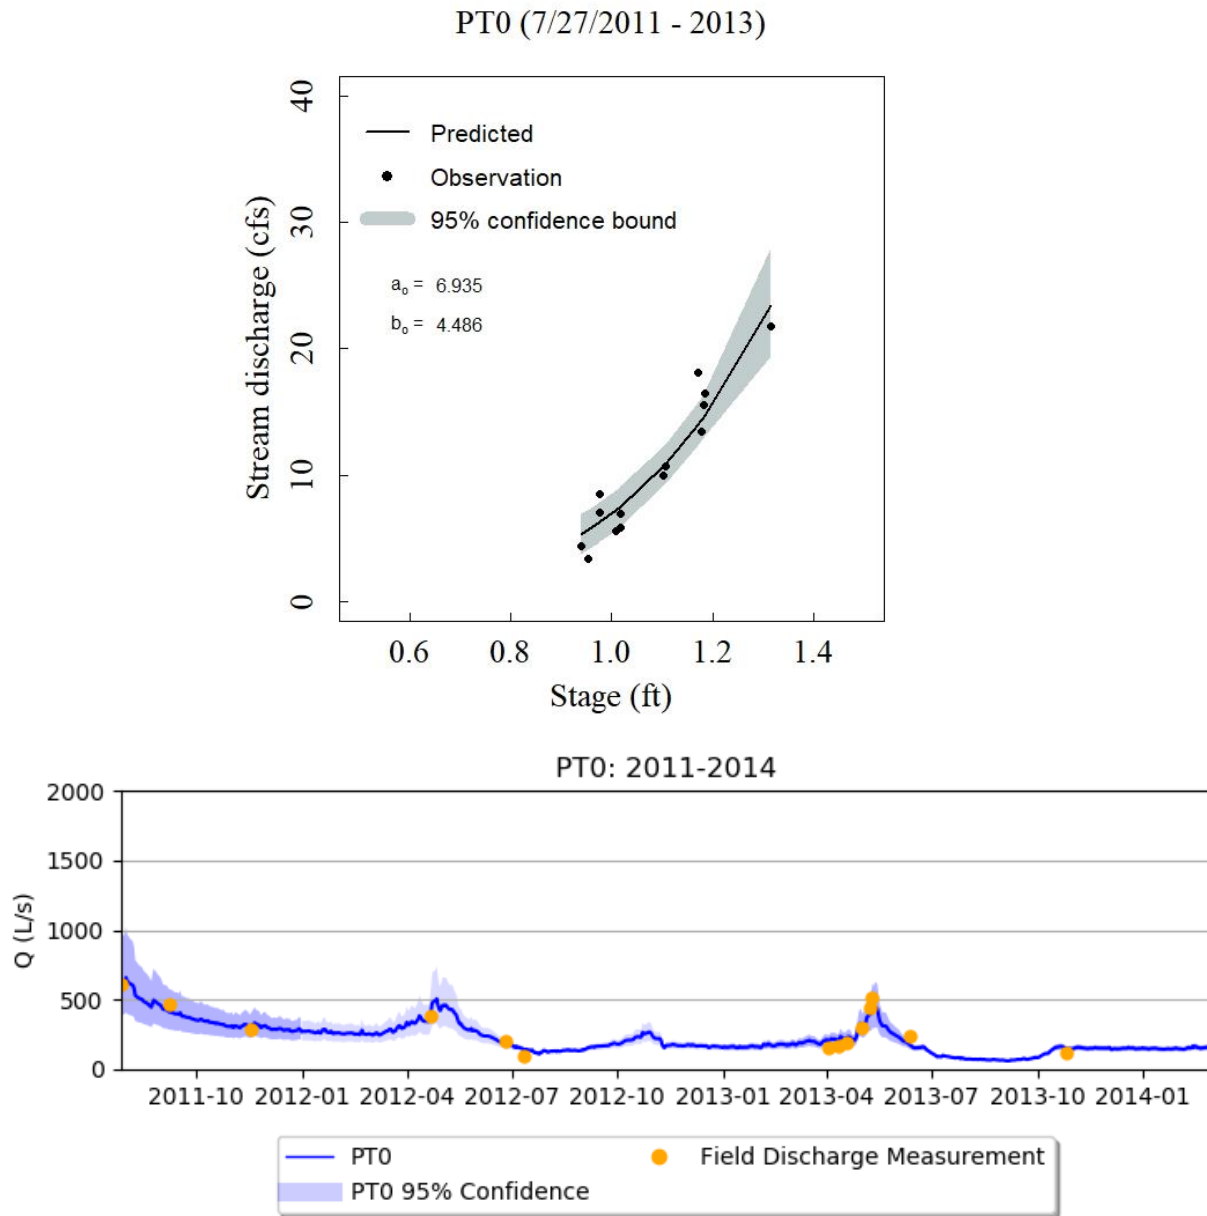 PT0 (7/27/2011 - 2013)
40
30
20
10
0
Stream discharge (cfs)
Predicted
Observation
95% confidence bound
a₀ = 6.935
b₀ = 4.486
0.6 0.8 1.0 1.2 1.4
Stage (ft)
PT0: 2011-2014
2000
1500
1000
500
0
Q (L/s)
2011-10 2012-01 2012-04 2012-07 2012-10 2013-01 2013-04 2013-07 2013-10 2014-01
PT0 Field Discharge Measurement
PT0 95% Confidence